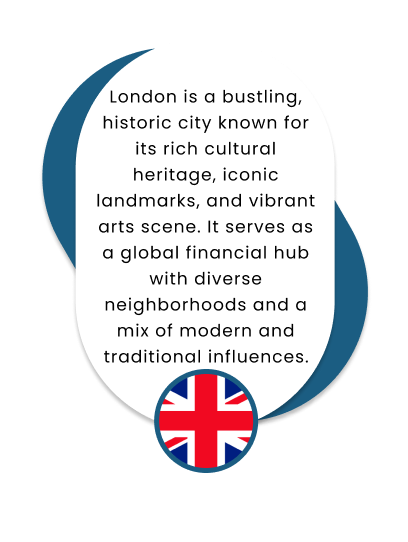 London is a bustling,
historic city known for
its rich cultural
heritage, iconic
landmarks, and vibrant
arts scene. It serves as
a global financial hub
with diverse
neighborhoods and a
mix of modern and
traditional influences.